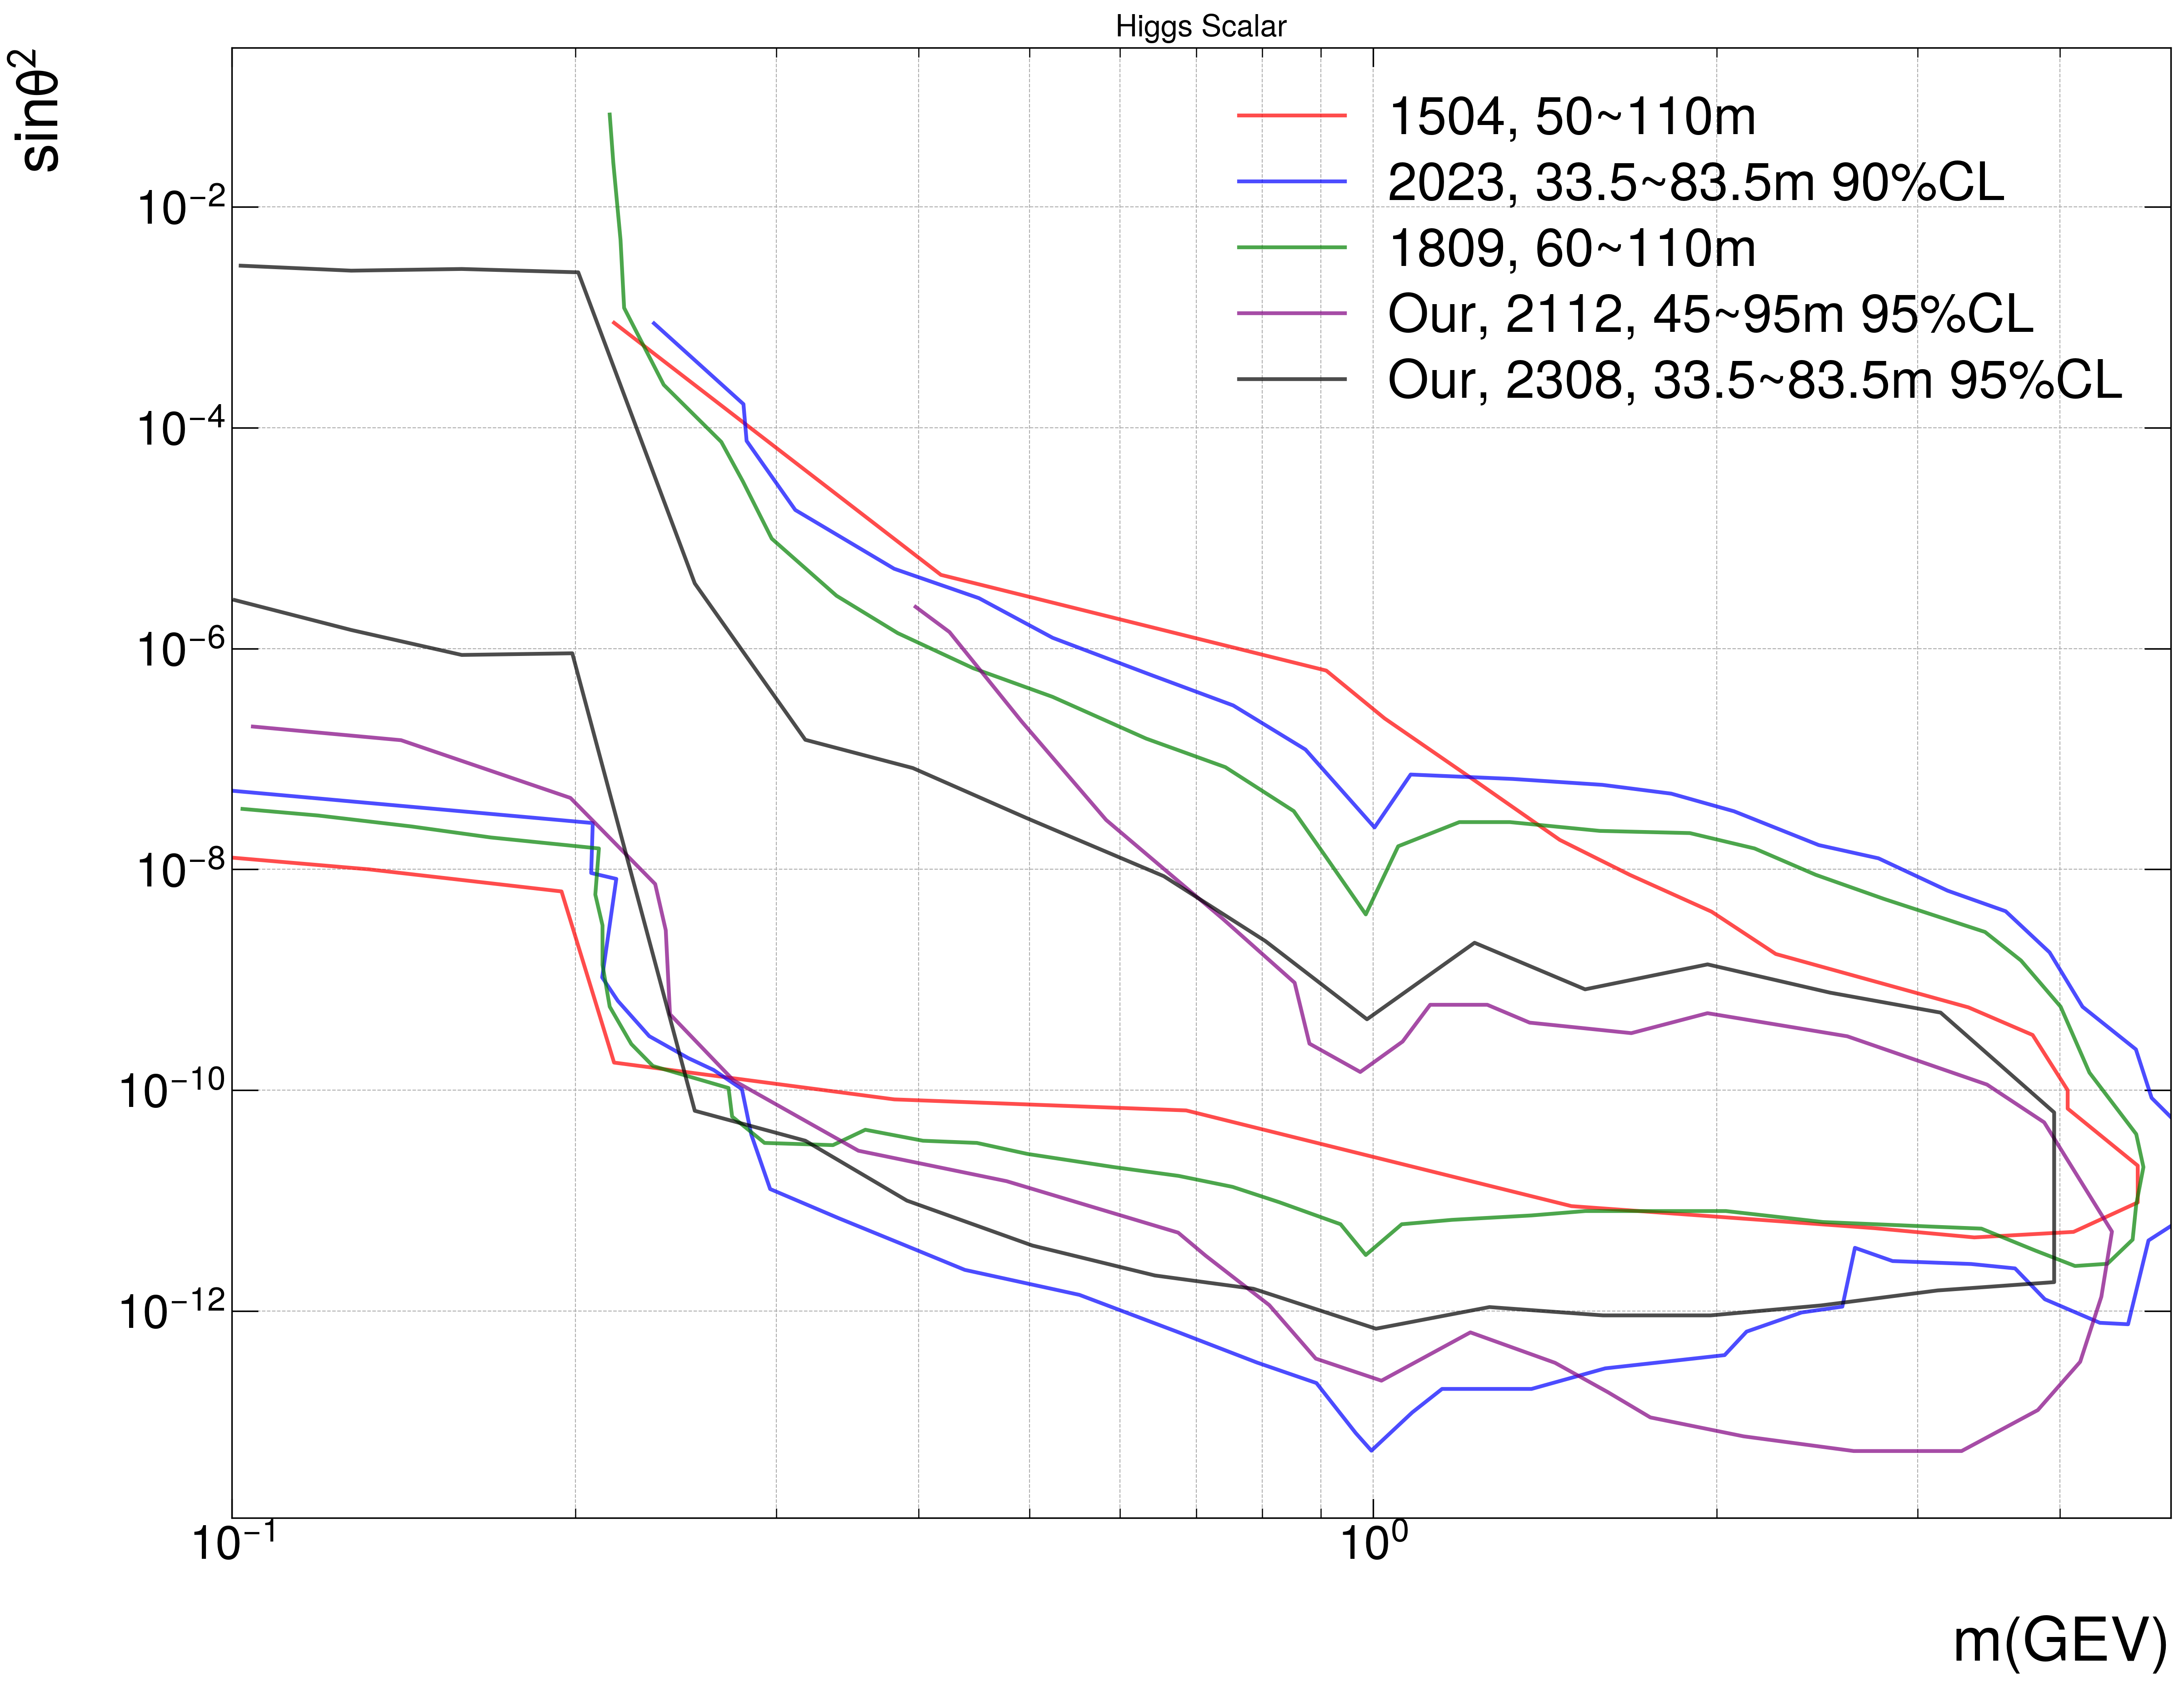 Higgs Scalar
sinθ²
1504, 50~110m
2023, 33.5~83.5m 90%CL
1809, 60~110m
Our, 2112, 45~95m 95%CL
Our, 2308, 33.5~83.5m 95%CL
10⁻²
10⁻⁴
10⁻⁶
10⁻⁸
10⁻¹⁰
10⁻¹²
10⁻¹ 10⁰
m(GEV)